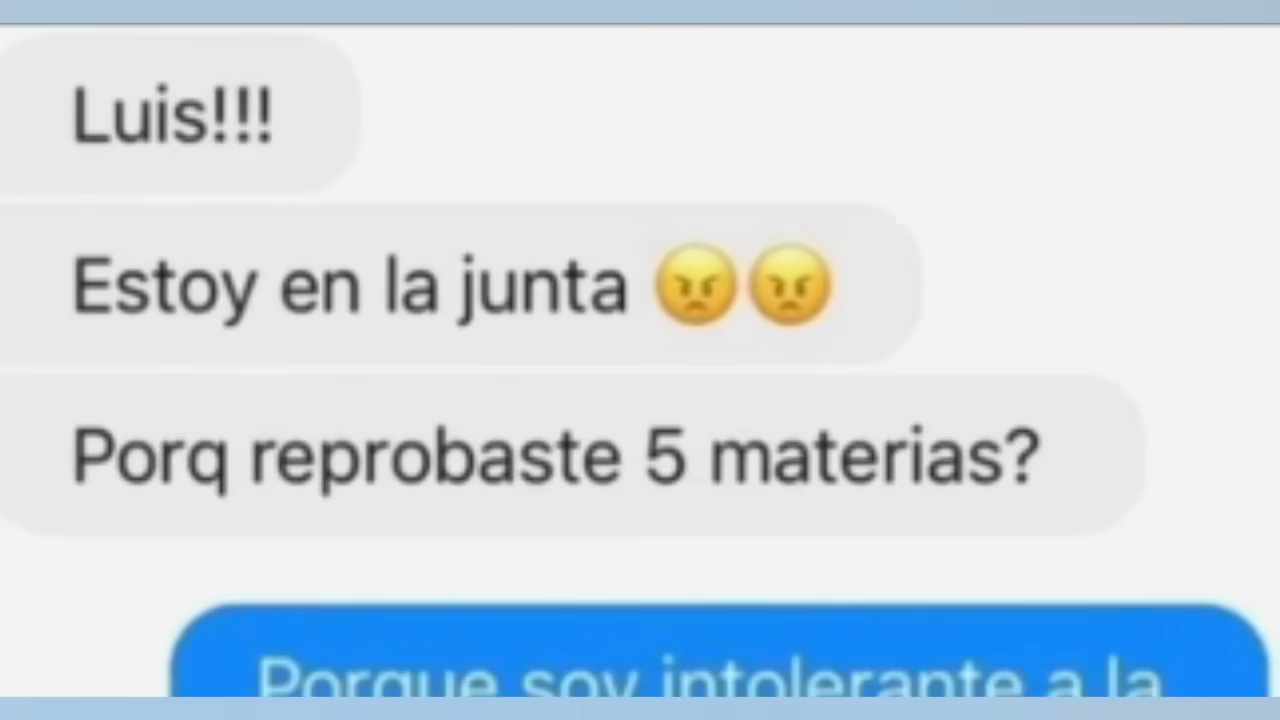 Luis!!!
Estoy en la junta 😠😠
Porq reprobaste 5 materias?
Porque soy intolerante a la